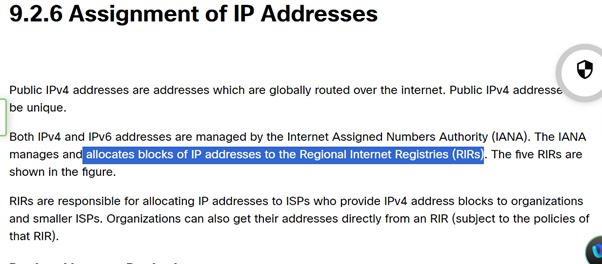 9.2.6 Assignment of IP Addresses
Public IPv4 addresses are addresses which are globally routed over the internet. Public IPv4 addresse
be unique.
Both IPv4 and IPv6 addresses are managed by the Internet Assigned Numbers Authority (IANA). The IANA
manages and allocates blocks of IP addresses to the Regional Internet Registries (RIRs). The five RIRs are
shown in the figure.
RIRs are responsible for allocating IP addresses to ISPs who provide IPv4 address blocks to organizations
and smaller ISPs. Organizations can also get their addresses directly from an RIR (subject to the policies of
that RIR).